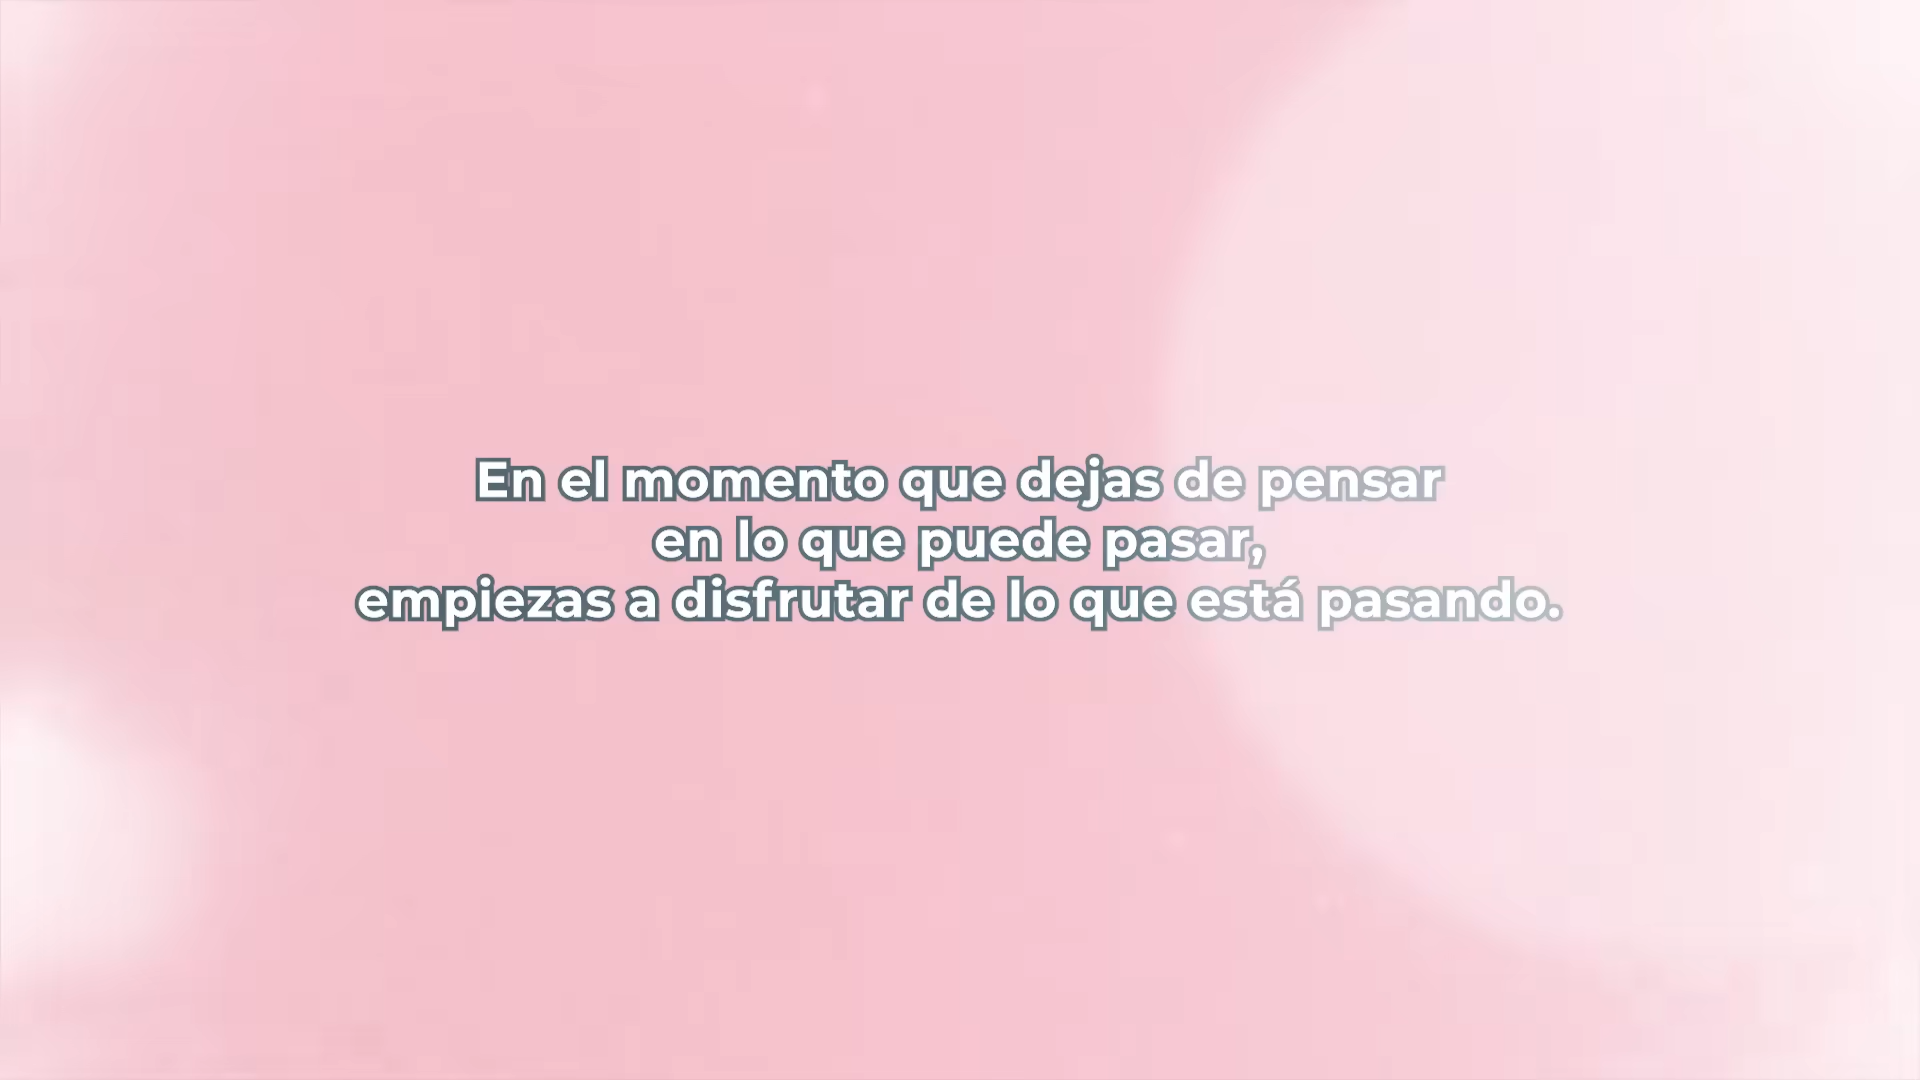 En el momento que dejas de pensar
en lo que puede pasar,
empiezas a disfrutar de lo que está pasando.